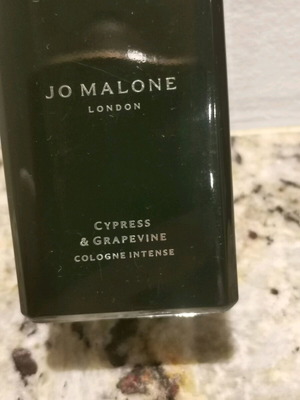 JO MALONE
LONDON
CYPRESS
& GRAPEVINE
COLOGNE INTENSE